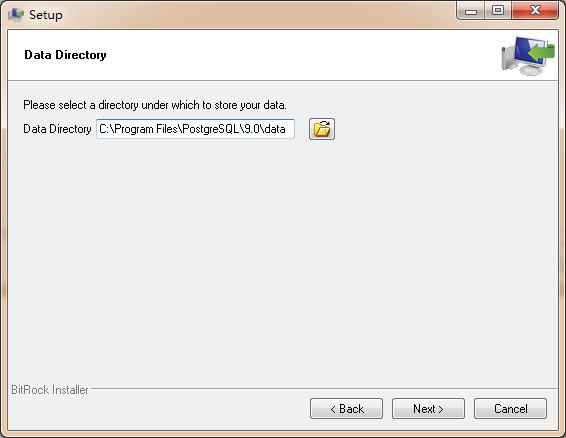 Setup
Data Directory
Please select a directory under which to store your data.
Data Directory C:\Program Files\PostgreSQL\9.0\data
BitRock Installer
< Back Next > Cancel